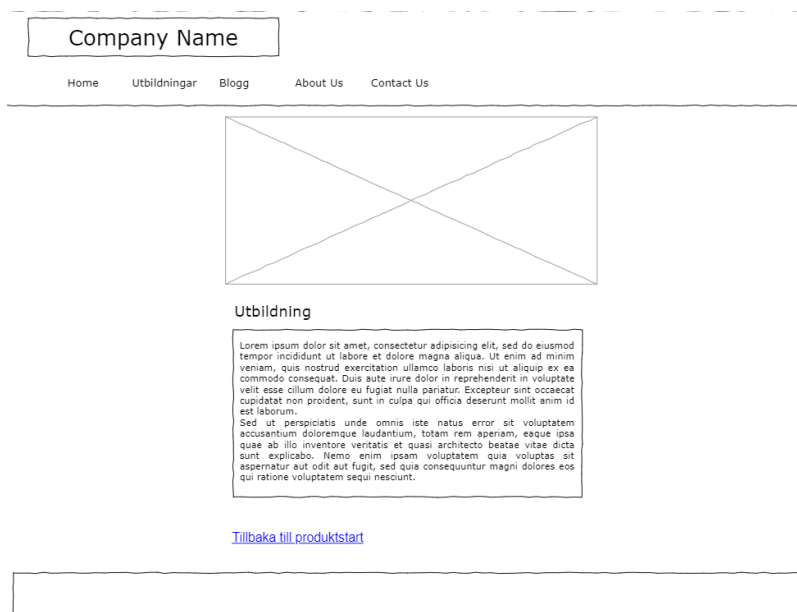 Company Name
Home Utbildningar Blogg About Us Contact Us
Utbildning
Lorem ipsum dolor sit amet, consectetur adipisicing elit, sed do eiusmod
tempor incididunt ut labore et dolore magna aliqua. Ut enim ad minim
veniam, quis nostrud exercitation ullamco laboris nisi ut aliquip ex ea
commodo consequat. Duis aute irure dolor in reprehenderit in voluptate
velit esse cillum dolore eu fugiat nulla pariatur. Excepteur sint occaecat
cupidatat non proident, sunt in culpa qui officia deserunt mollit anim id
est laborum.
Sed ut perspiciatis unde omnis iste natus error sit voluptatem
accusantium doloremque laudantium, totam rem aperiam, eaque ipsa
quae ab illo inventore veritatis et quasi architecto beatae vitae dicta
sunt explicabo. Nemo enim ipsam voluptatem quia voluptas sit
aspernatur aut odit aut fugit, sed quia consequuntur magni dolores eos
qui ratione voluptatem sequi nesciunt.
Tillbaka till produktstart